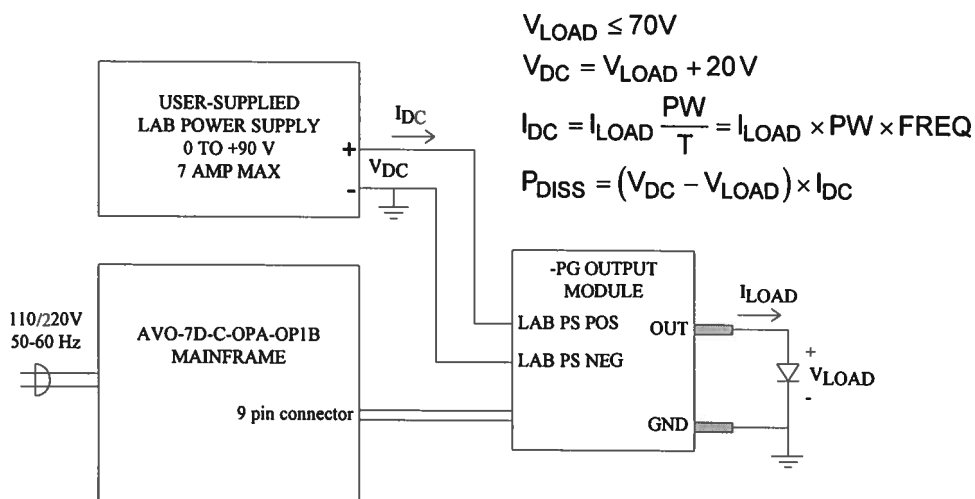 V_LOAD ≤ 70V
V_DC = V_LOAD + 20V
I_DC = I_LOAD PW/T = I_LOAD × PW × FREQ
P_DISS = (V_DC − V_LOAD) × I_DC
USER-SUPPLIED
LAB POWER SUPPLY
0 TO +90 V
7 AMP MAX
+
-
I_DC
V_DC
110/220V
50-60 Hz
AVO-7D-C-OPA-OP1B
MAINFRAME
9 pin connector
-PG OUTPUT
MODULE
LAB PS POS
LAB PS NEG
OUT
GND
I_LOAD
+
V_LOAD
-